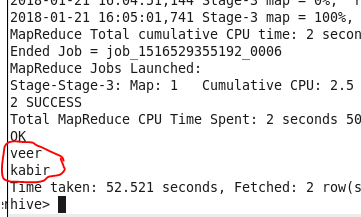 2018-01-21 16:04:51,144 Stage-3 map = 0%, r
2018-01-21 16:05:01,741 Stage-3 map = 100%,
MapReduce Total cumulative CPU time: 2 secon
Ended Job = job_1516529355192_0006
MapReduce Jobs Launched:
Stage-Stage-3: Map: 1   Cumulative CPU: 2.5
2 SUCCESS
Total MapReduce CPU Time Spent: 2 seconds 50
OK
veer
kabir
Time taken: 52.521 seconds, Fetched: 2 row(s
hive>